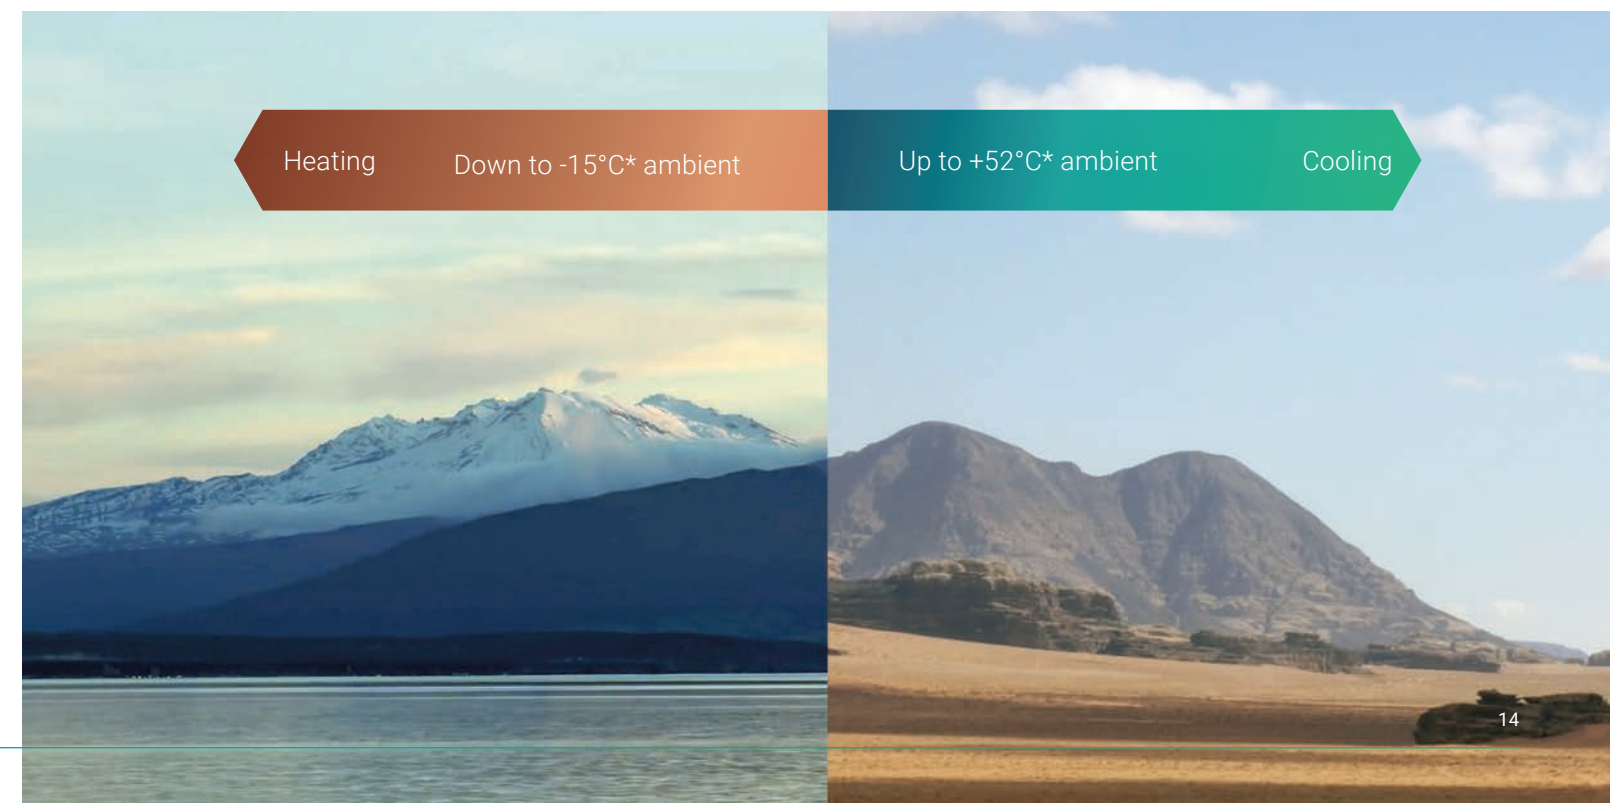 Heating Down to -15°C* ambient Up to +52°C* ambient Cooling
14